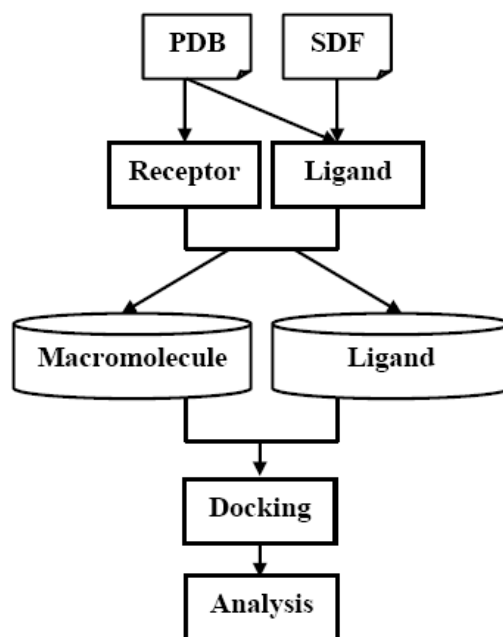 PDB
SDF
Receptor
Ligand
Macromolecule
Ligand
Docking
Analysis